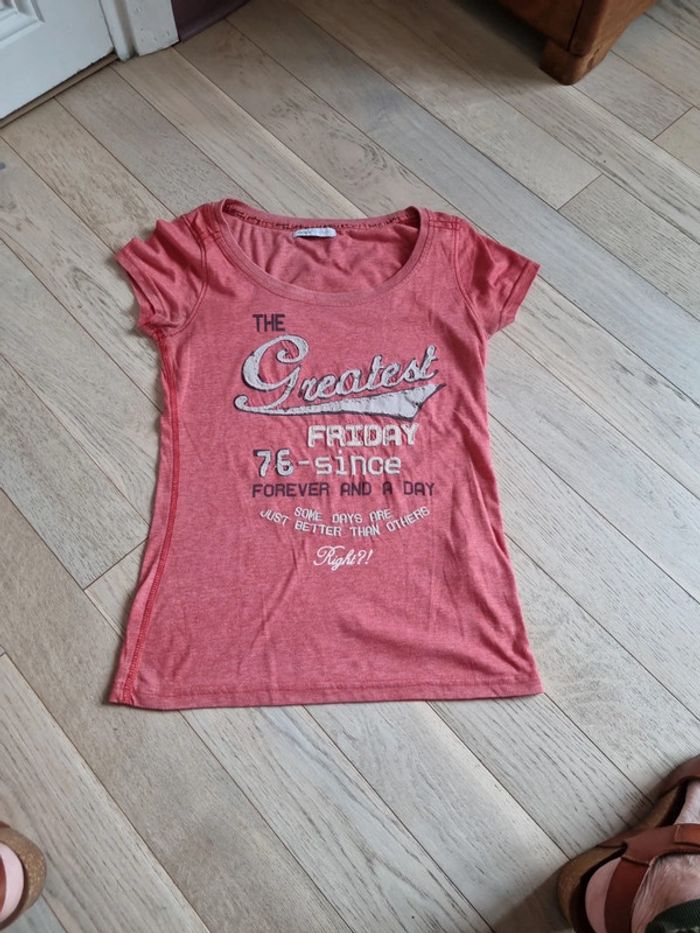 THE
Greatest
FRIDAY
76-since
FOREVER AND A DAY
SOME DAYS ARE
JUST BETTER THAN OTHERS
Right?!